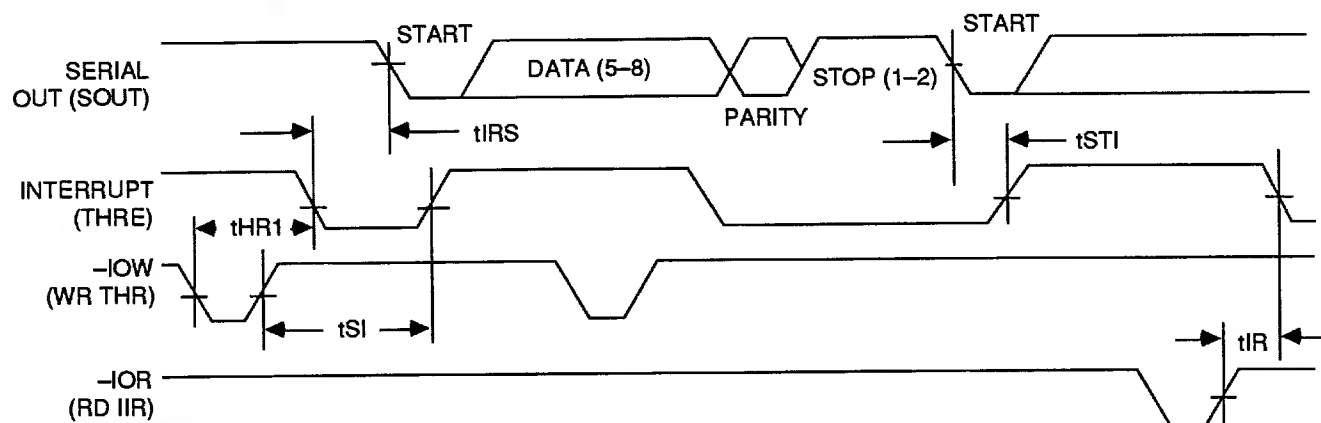 START
START
SERIAL
OUT (SOUT)
DATA (5–8)
STOP (1–2)
PARITY
tIRS
tSTI
INTERRUPT
(THRE)
tHR1
–IOW
(WR THR)
tSI
tIR
–IOR
(RD IIR)